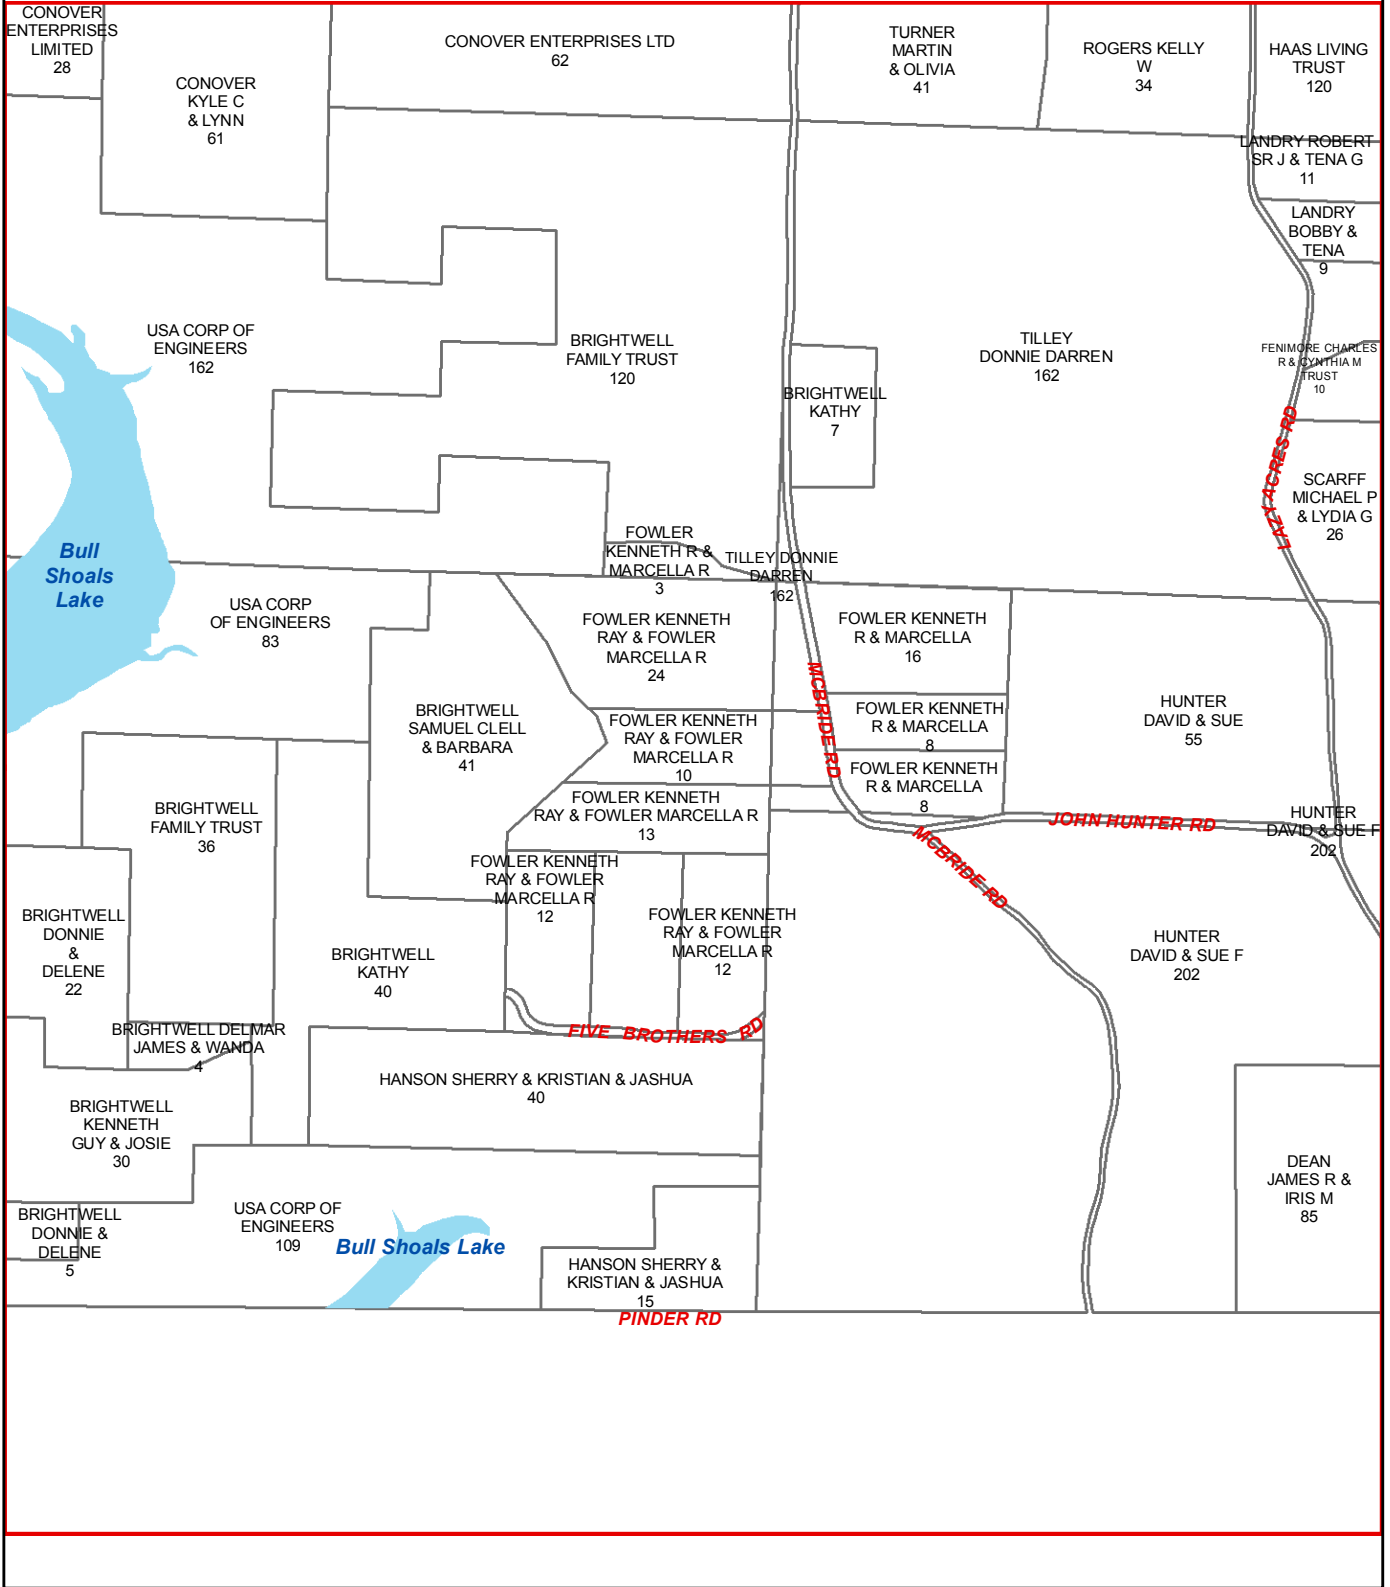 CONOVER
ENTERPRISES
LIMITED
28
CONOVER
KYLE C
& LYNN
61
CONOVER ENTERPRISES LTD
62
TURNER
MARTIN
& OLIVIA
41
ROGERS KELLY
W
34
HAAS LIVING
TRUST
120
LANDRY ROBERT
SR J & TENA G
11
LANDRY
BOBBY &
TENA
9
USA CORP OF
ENGINEERS
162
BRIGHTWELL
FAMILY TRUST
120
TILLEY
DONNIE DARREN
162
FENIMORE CHARLES
R & CYNTHIA M
TRUST
10
BRIGHTWELL
KATHY
7
LAZY ACRES RD
SCARFF
MICHAEL P
& LYDIA G
26
Bull
Shoals
Lake
FOWLER
KENNETH R &
MARCELLA R
3
TILLEY DONNIE
DARREN
162
USA CORP
OF ENGINEERS
83
FOWLER KENNETH
RAY & FOWLER
MARCELLA R
24
FOWLER KENNETH
R & MARCELLA
16
MCBRIDE RD
BRIGHTWELL
SAMUEL CLELL
& BARBARA
41
FOWLER KENNETH
RAY & FOWLER
MARCELLA R
10
FOWLER KENNETH
R & MARCELLA
8
HUNTER
DAVID & SUE
55
FOWLER KENNETH
R & MARCELLA
8
BRIGHTWELL
FAMILY TRUST
36
FOWLER KENNETH
RAY & FOWLER MARCELLA R
13
JOHN HUNTER RD
HUNTER
DAVID & SUE F
202
MCBRIDE RD
FOWLER KENNETH
RAY & FOWLER
MARCELLA R
12
FOWLER KENNETH
RAY & FOWLER
MARCELLA R
12
BRIGHTWELL
DONNIE
&
DELENE
22
BRIGHTWELL
KATHY
40
HUNTER
DAVID & SUE F
202
BRIGHTWELL DELMAR
JAMES & WANDA
4
FIVE BROTHERS RD
HANSON SHERRY & KRISTIAN & JASHUA
40
BRIGHTWELL
KENNETH
GUY & JOSIE
30
DEAN
JAMES R &
IRIS M
85
BRIGHTWELL
DONNIE &
DELENE
5
USA CORP OF
ENGINEERS
109
Bull Shoals Lake
HANSON SHERRY &
KRISTIAN & JASHUA
15
PINDER RD